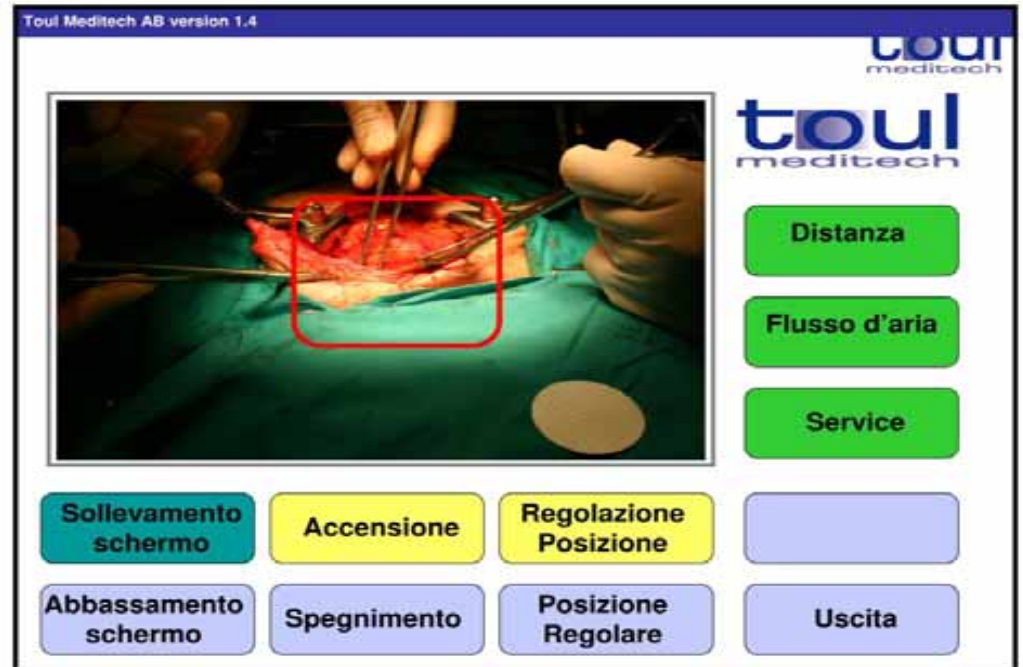 Toul Meditech AB version 1.4
toul
meditech
toul
meditech
Distanza
Flusso d'aria
Service
Sollevamento
schermo
Accensione
Regolazione
Posizione
Abbassamento
schermo
Spegnimento
Posizione
Regolare
Uscita